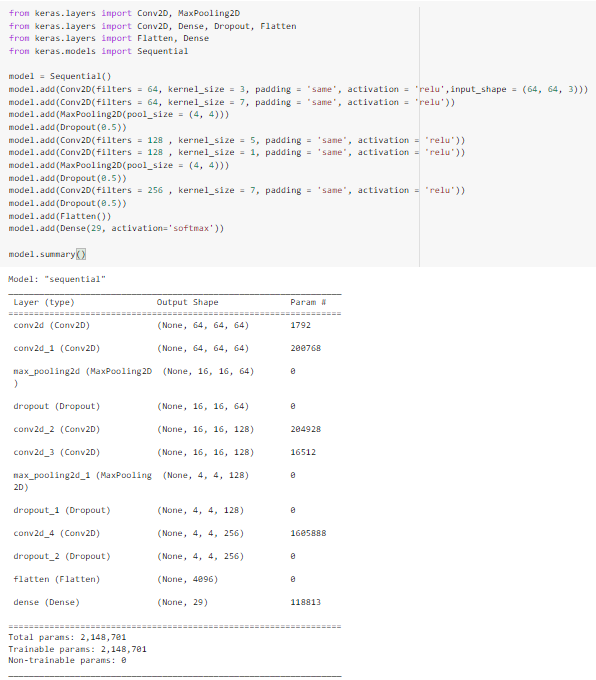 from keras.layers import Conv2D, MaxPooling2D
from keras.layers import Conv2D, Dense, Dropout, Flatten
from keras.layers import Flatten, Dense
from keras.models import Sequential

model = Sequential()
model.add(Conv2D(filters = 64, kernel_size = 3, padding = 'same', activation = 'relu',input_shape = (64, 64, 3)))
model.add(Conv2D(filters = 64, kernel_size = 7, padding = 'same', activation = 'relu'))
model.add(MaxPooling2D(pool_size = (4, 4)))
model.add(Dropout(0.5))
model.add(Conv2D(filters = 128 , kernel_size = 5, padding = 'same', activation = 'relu'))
model.add(Conv2D(filters = 128 , kernel_size = 1, padding = 'same', activation = 'relu'))
model.add(MaxPooling2D(pool_size = (4, 4)))
model.add(Dropout(0.5))
model.add(Conv2D(filters = 256 , kernel_size = 7, padding = 'same', activation = 'relu'))
model.add(Dropout(0.5))
model.add(Flatten())
model.add(Dense(29, activation='softmax'))

model.summary()
Model: "sequential"
Layer (type) Output Shape Param #
conv2d (Conv2D) (None, 64, 64, 64) 1792
conv2d_1 (Conv2D) (None, 64, 64, 64) 200768
max_pooling2d (MaxPooling2D (None, 16, 16, 64) 0
)
dropout (Dropout) (None, 16, 16, 64) 0
conv2d_2 (Conv2D) (None, 16, 16, 128) 204928
conv2d_3 (Conv2D) (None, 16, 16, 128) 16512
max_pooling2d_1 (MaxPooling (None, 4, 4, 128) 0
2D)
dropout_1 (Dropout) (None, 4, 4, 128) 0
conv2d_4 (Conv2D) (None, 4, 4, 256) 1605888
dropout_2 (Dropout) (None, 4, 4, 256) 0
flatten (Flatten) (None, 4096) 0
dense (Dense) (None, 29) 118813
Total params: 2,148,701
Trainable params: 2,148,701
Non-trainable params: 0